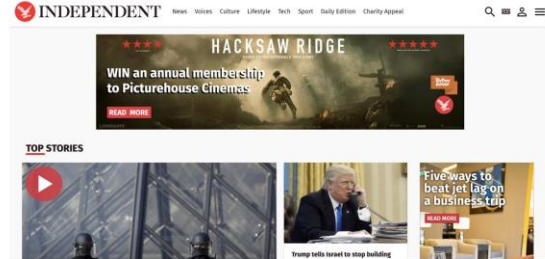 INDEPENDENT
News Voices Culture Lifestyle Tech Sport Daily Edition Charity Appeal
HACKSAW RIDGE
WIN an annual membership
to Picturehouse Cinemas
READ MORE
TOP STORIES
Five ways to
beat jet lag on
a business trip
READ MORE
Trump tells Israel to stop building